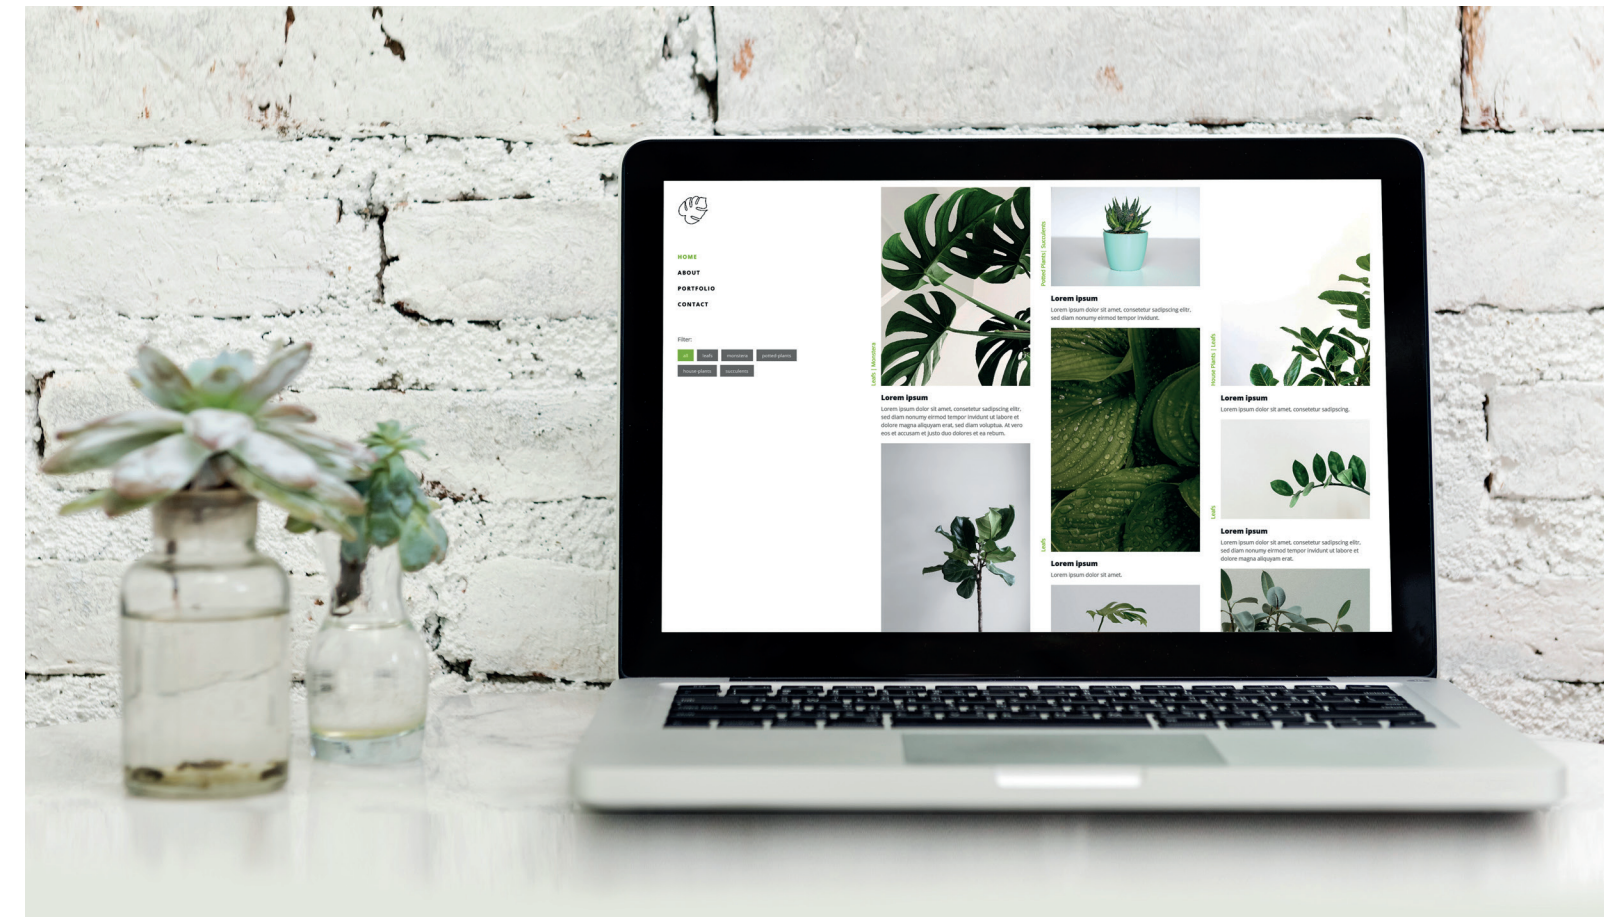 HOME
ABOUT
PORTFOLIO
CONTACT
Filter:
all leafs monstera potted plants
house plants succulents
Leafs | Monstera
Lorem ipsum
Lorem ipsum dolor sit amet, consetetur sadipscing elitr,
sed diam nonumy eirmod tempor invidunt ut labore et
dolore magna aliquyam erat, sed diam voluptua. At vero
eos et accusam et justo duo dolores et ea rebum.
Potted Plants | Succulents
Lorem ipsum
Lorem ipsum dolor sit amet, consetetur sadipscing elitr,
sed diam nonumy eirmod tempor invidunt.
Leafs
Lorem ipsum
Lorem ipsum dolor sit amet.
House Plants | Leafs
Lorem ipsum
Lorem ipsum dolor sit amet, consetetur sadipscing.
Leafs
Lorem ipsum
Lorem ipsum dolor sit amet, consetetur sadipscing elitr,
sed diam nonumy eirmod tempor invidunt ut labore et
dolore magna aliquyam erat.